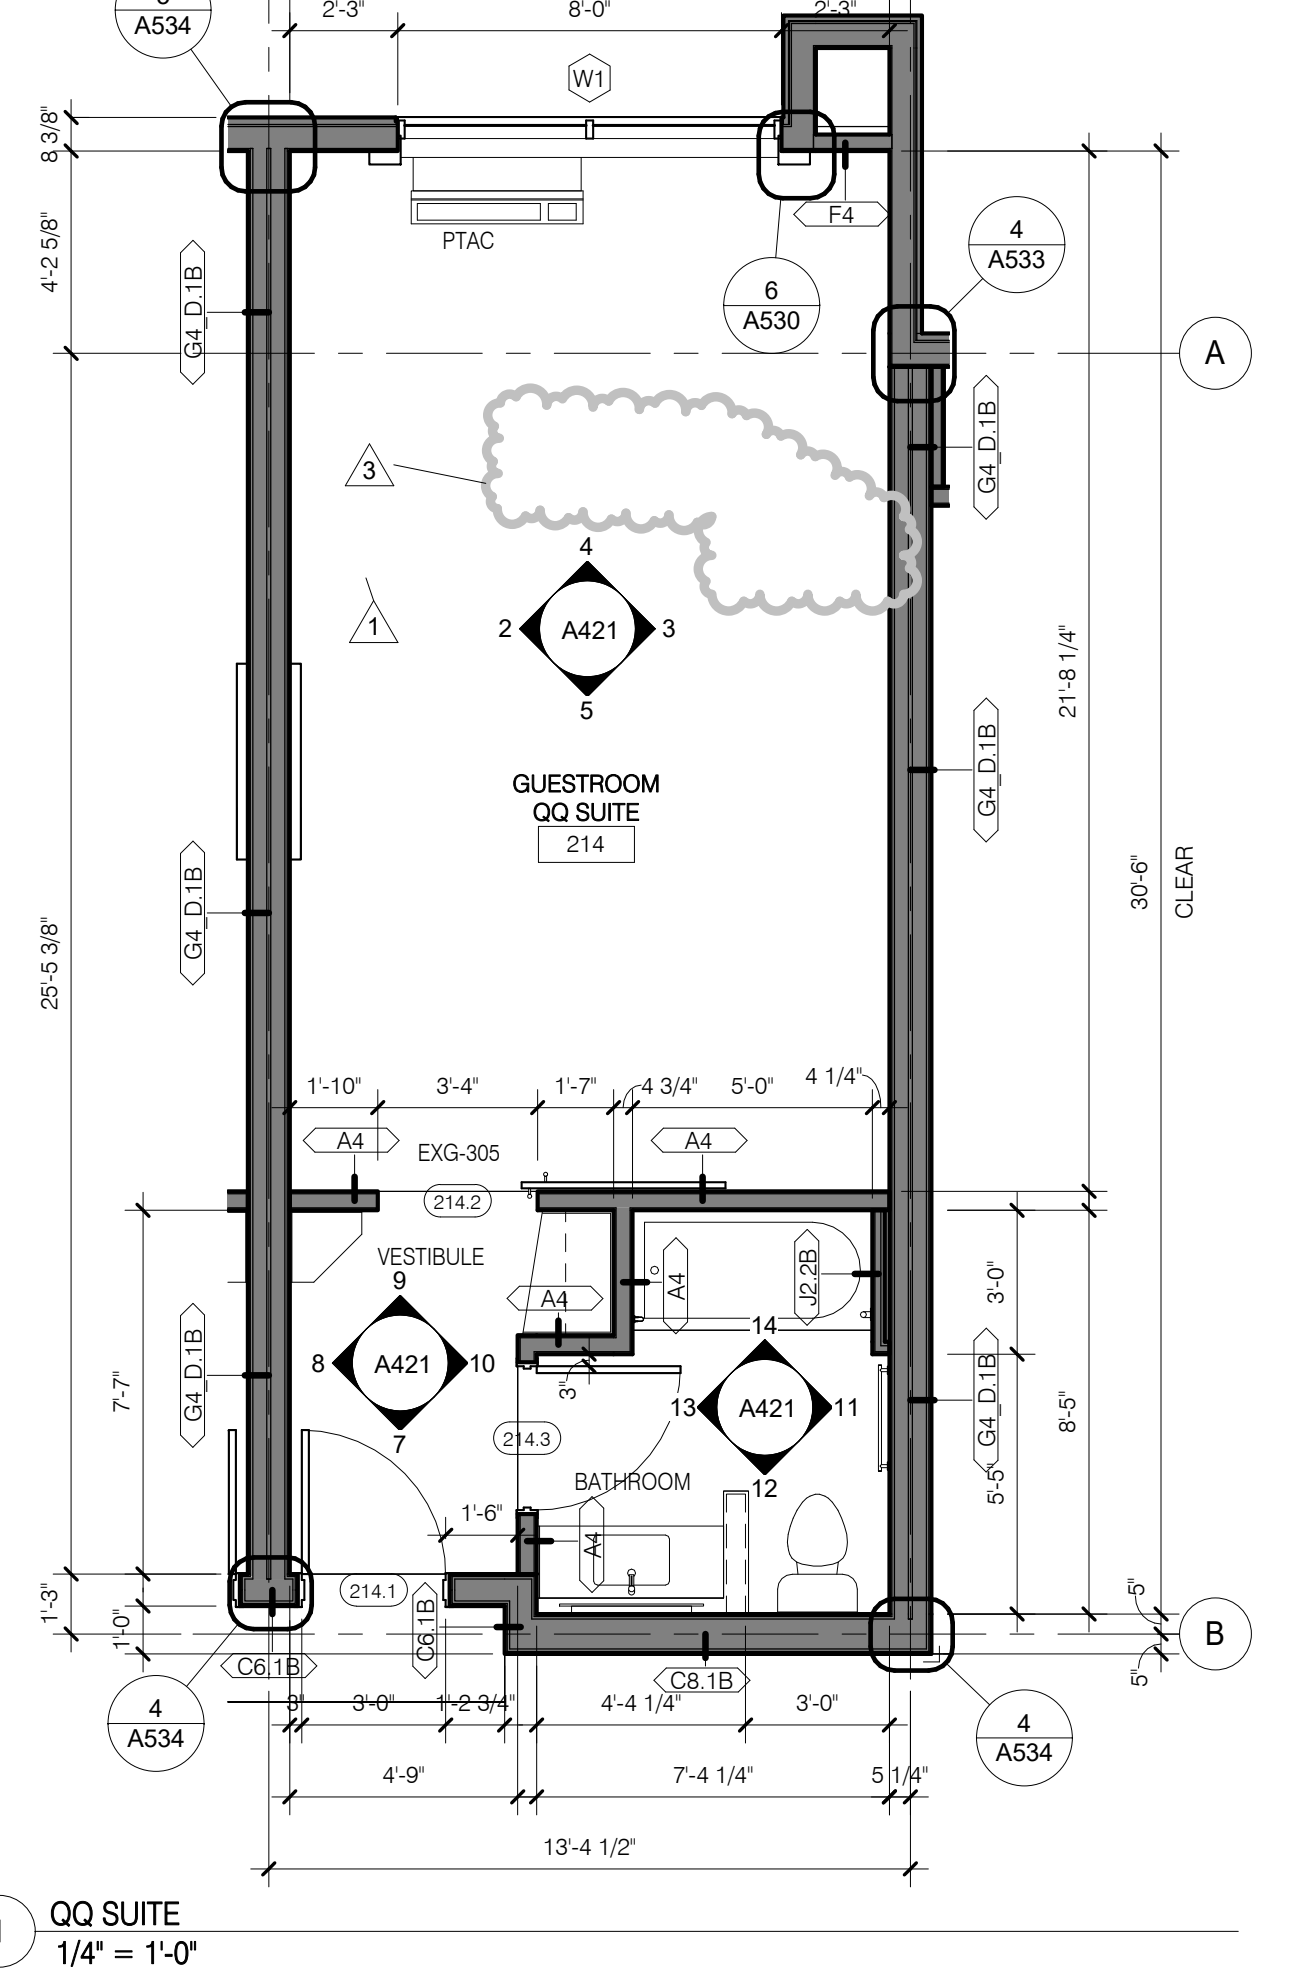 2'-3"
8'-0"
2'-3"
A534
W1
8 3/8"
F4
PTAC
4
A533
4'-2 5/8"
G4_D.1B
6
A530
A
G4_D.1B
3
4
1
2
A421
3
5
21'-8 1/4"
G4_D.1B
GUESTROOM
QQ SUITE
214
30'-6"
CLEAR
G4_D.1B
25'-5 3/8"
1'-10"
3'-4"
1'-7"
4 3/4"
5'-0"
4 1/4"
A4
EXG-305
A4
214.2
VESTIBULE
9
A4
A4
J2.2B
3'-0"
8
A421
10
7
3"
14
13
A421
11
12
G4_D.1B
G4_D.1B
7'-7"
8'-5"
214.3
BATHROOM
5'-5"
1'-6"
A4
1'-3"
1'-0"
214.1
C6.1B
5"
B
5"
C6.1B
C8.1B
4
A534
3"
3'-0"
1'-2 3/4"
4'-4 1/4"
3'-0"
4
A534
4'-9"
7'-4 1/4"
5 1/4"
13'-4 1/2"
QQ SUITE
1/4" = 1'-0"